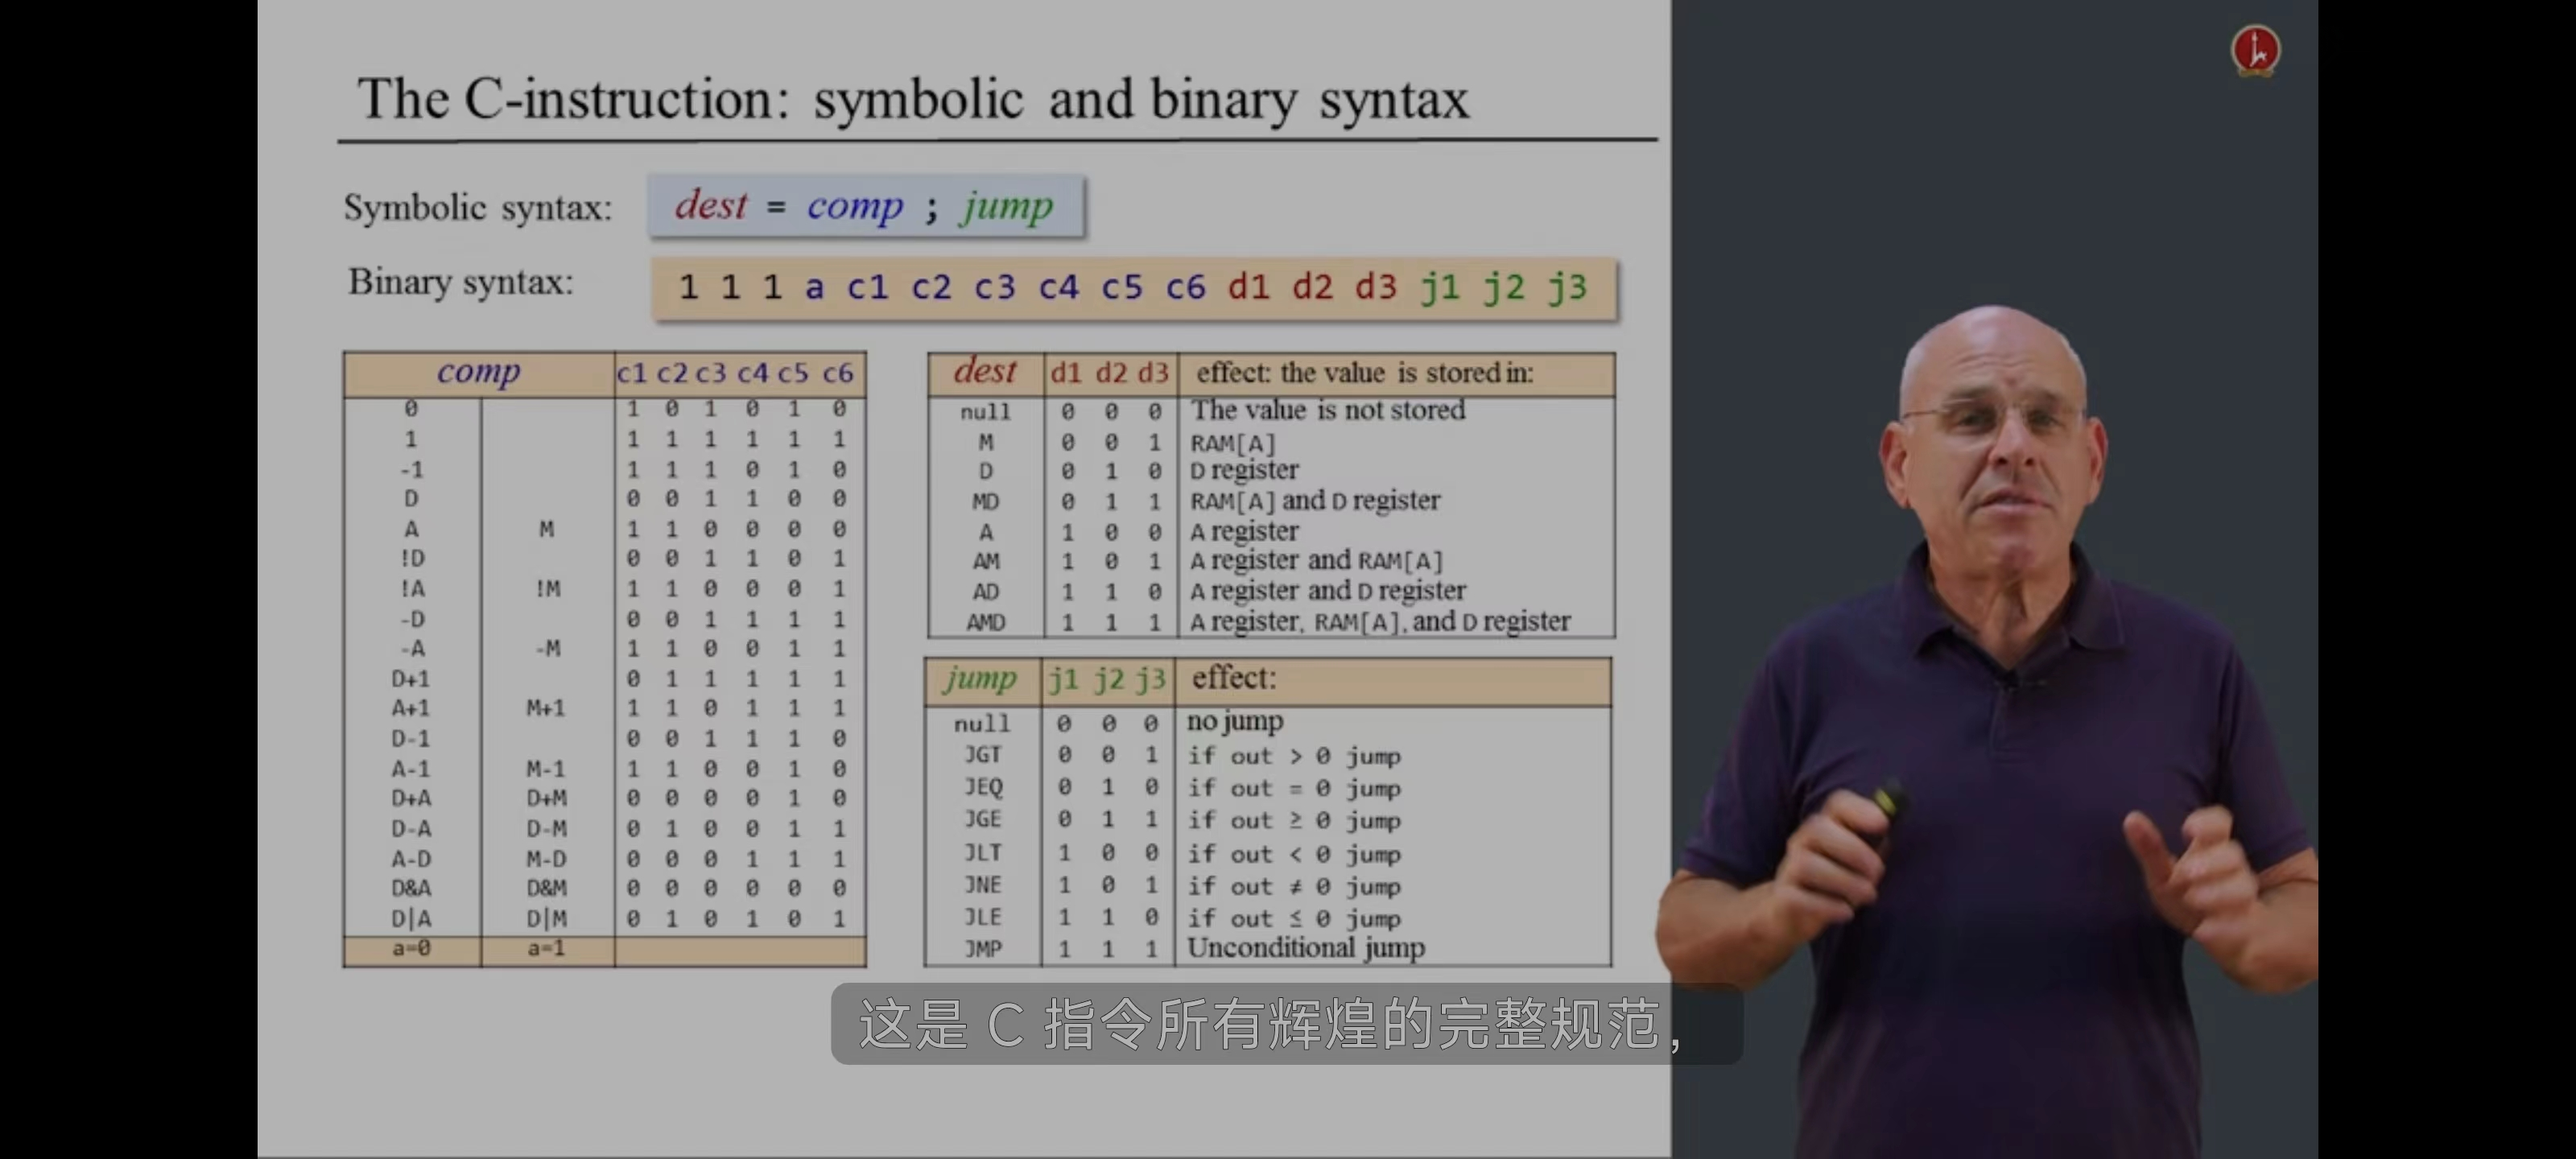 The C-instruction: symbolic and binary syntax
Symbolic syntax: dest = comp ; jump
Binary syntax: 1 1 1 a c1 c2 c3 c4 c5 c6 d1 d2 d3 j1 j2 j3
comp c1 c2 c3 c4 c5 c6
0 1 0 1 0 1 0
1 1 1 1 1 1 1
-1 1 1 1 0 1 0
D 0 0 1 1 0 0
A M 1 1 0 0 0 0
!D 0 0 1 1 0 1
!A !M 1 1 0 0 0 1
-D 0 0 1 1 1 1
-A -M 1 1 0 0 1 1
D+1 0 1 1 1 1 1
A+1 M+1 1 1 0 1 1 1
D-1 0 0 1 1 1 0
A-1 M-1 1 1 0 0 1 0
D+A D+M 0 0 0 0 1 0
D-A D-M 0 1 0 0 1 1
A-D M-D 0 0 0 1 1 1
D&A D&M 0 0 0 0 0 0
D|A D|M 0 1 0 1 0 1
a=0 a=1
dest d1 d2 d3 effect: the value is stored in:
null 0 0 0 The value is not stored
M 0 0 1 RAM[A]
D 0 1 0 D register
MD 0 1 1 RAM[A] and D register
A 1 0 0 A register
AM 1 0 1 A register and RAM[A]
AD 1 1 0 A register and D register
AMD 1 1 1 A register, RAM[A], and D register
jump j1 j2 j3 effect:
null 0 0 0 no jump
JGT 0 0 1 if out > 0 jump
JEQ 0 1 0 if out = 0 jump
JGE 0 1 1 if out ≥ 0 jump
JLT 1 0 0 if out < 0 jump
JNE 1 0 1 if out ≠ 0 jump
JLE 1 1 0 if out ≤ 0 jump
JMP 1 1 1 Unconditional jump
这是 C 指令所有辉煌的完整规范，